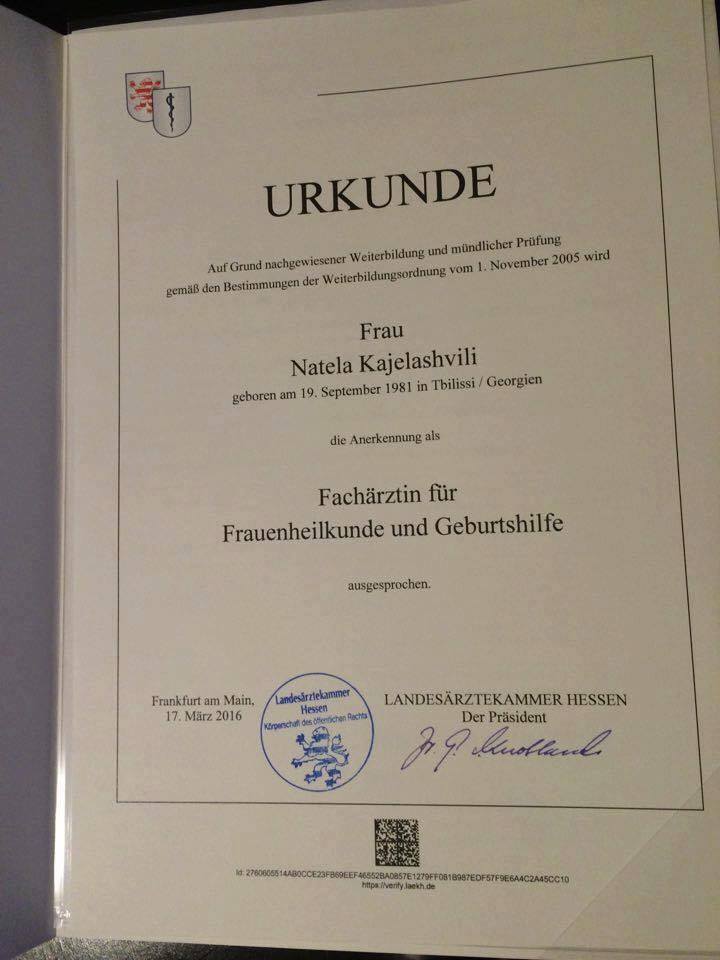 URKUNDE
Auf Grund nachgewiesener Weiterbildung und mündlicher Prüfung
gemäß den Bestimmungen der Weiterbildungsordnung vom 1. November 2005 wird
Frau
Natela Kajelashvili
geboren am 19. September 1981 in Tbilissi / Georgien
die Anerkennung als
Fachärztin für
Frauenheilkunde und Geburtshilfe
ausgesprochen.
Frankfurt am Main,
17. März 2016
Landesärztekammer
Hessen
Körperschaft des öffentlichen Rechts
LANDESÄRZTEKAMMER HESSEN
Der Präsident
Id: 2760605514AB0CCE23FB69EEF46552BA0857E1279FF081B987EDF57F9E6A4C2A45CC10
https://verify.laekh.de